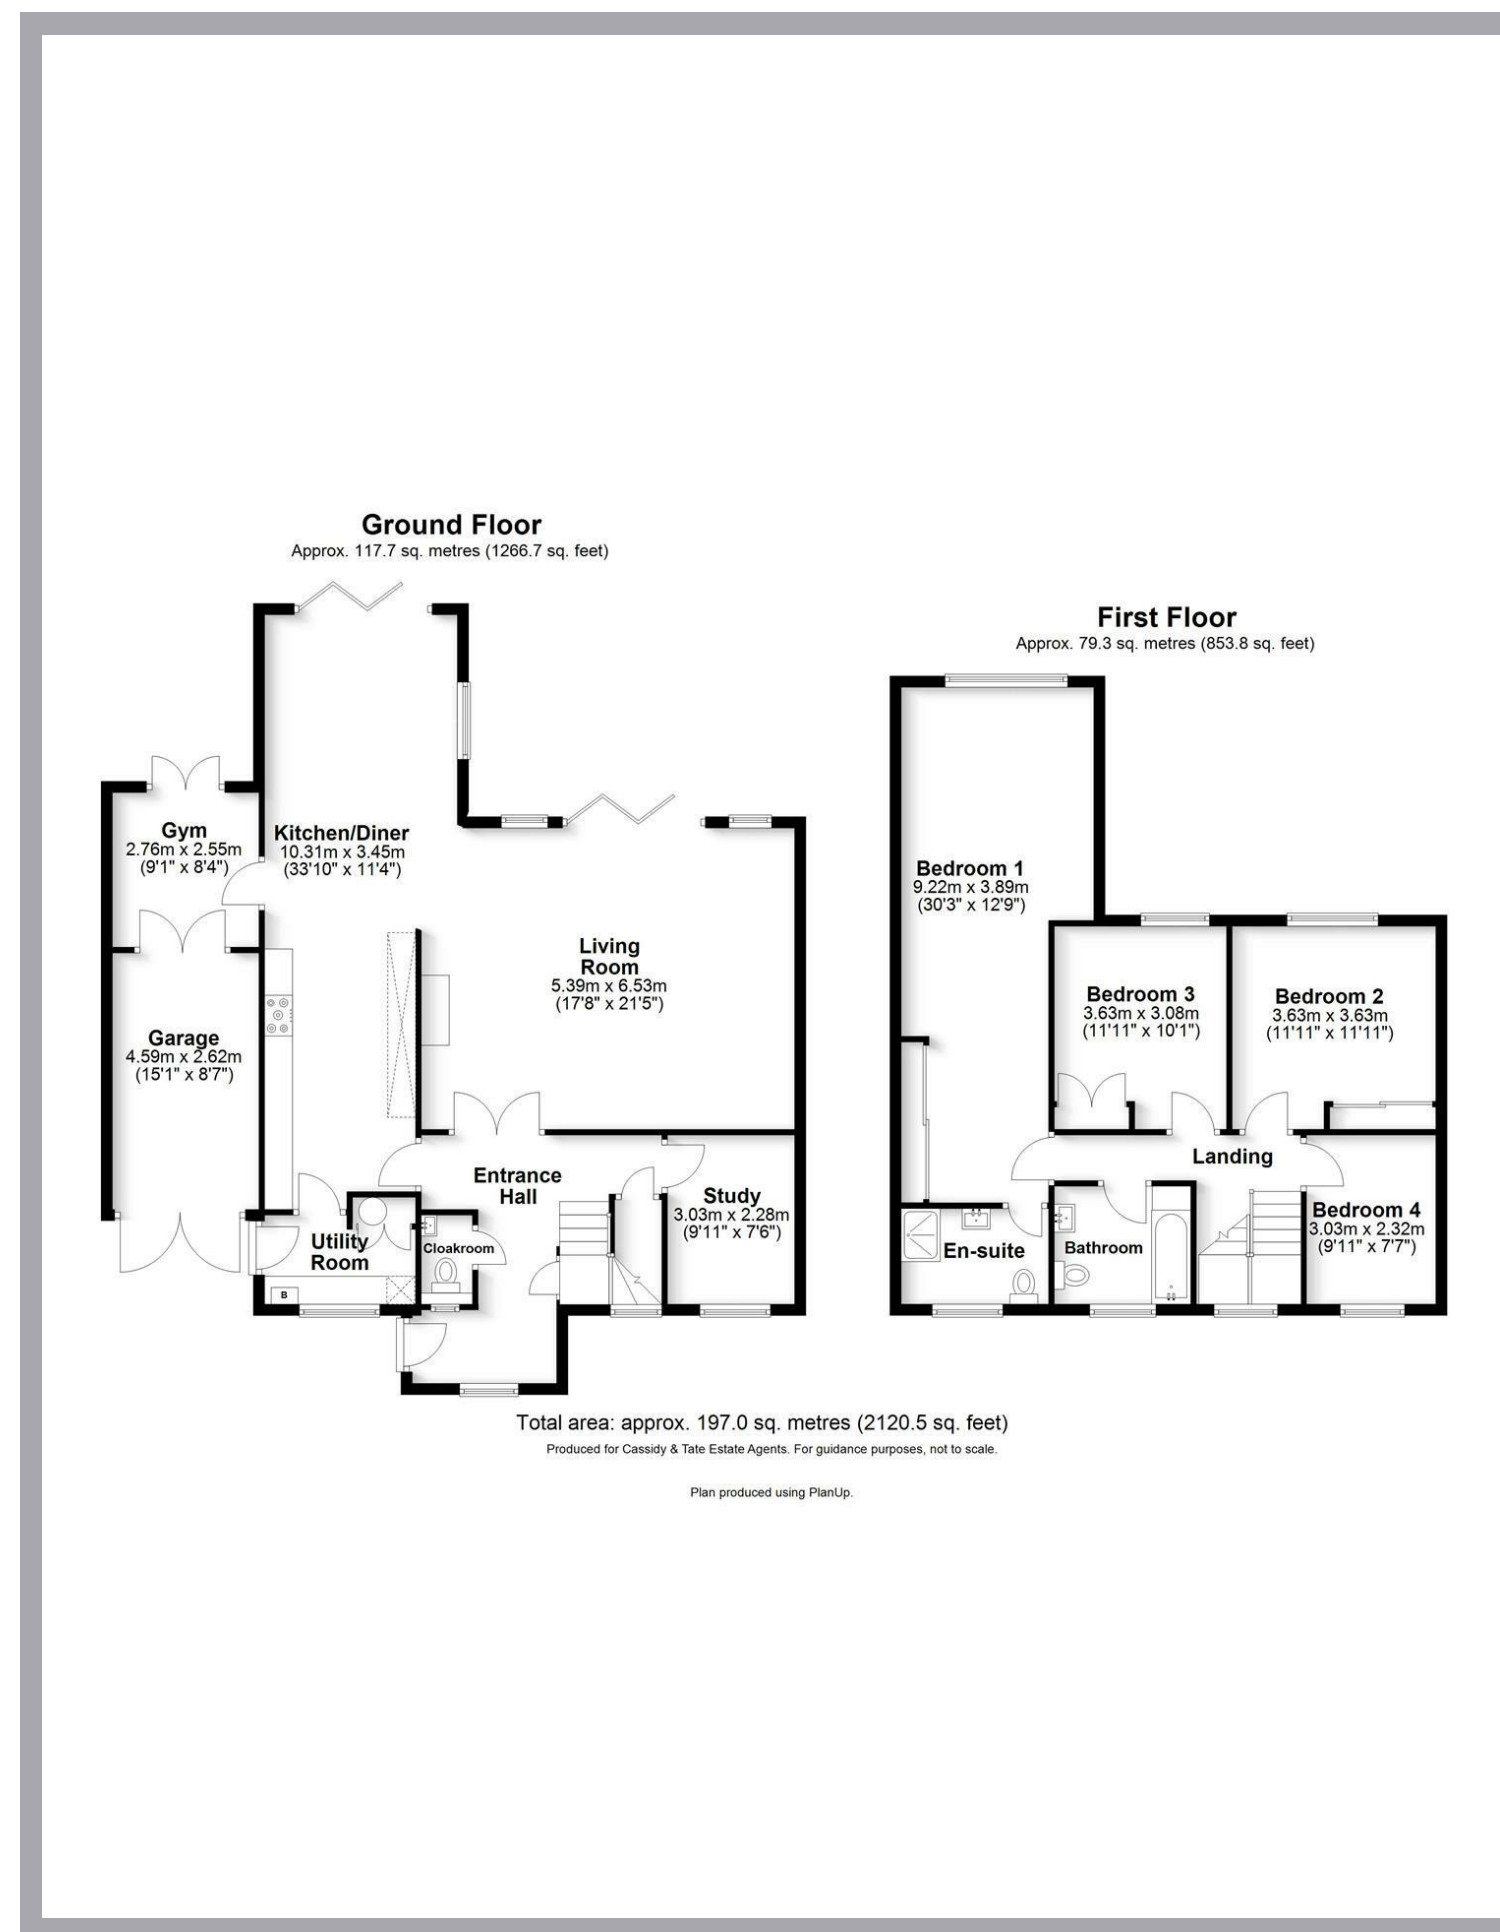 Ground Floor
Approx. 117.7 sq. metres (1266.7 sq. feet)
Gym
2.76m x 2.55m
(9'1" x 8'4")
Kitchen/Diner
10.31m x 3.45m
(33'10" x 11'4")
Living
Room
5.39m x 6.53m
(17'8" x 21'5")
Garage
4.59m x 2.62m
(15'1" x 8'7")
Entrance
Hall
Study
3.03m x 2.28m
(9'11" x 7'6")
Utility
Room
Cloakroom
B
First Floor
Approx. 79.3 sq. metres (853.8 sq. feet)
Bedroom 1
9.22m x 3.89m
(30'3" x 12'9")
Bedroom 3
3.63m x 3.08m
(11'11" x 10'1")
Bedroom 2
3.63m x 3.63m
(11'11" x 11'11")
Landing
Bedroom 4
3.03m x 2.32m
(9'11" x 7'7")
En-suite
Bathroom
Total area: approx. 197.0 sq. metres (2120.5 sq. feet)
Produced for Cassidy & Tate Estate Agents. For guidance purposes, not to scale.
Plan produced using PlanUp.